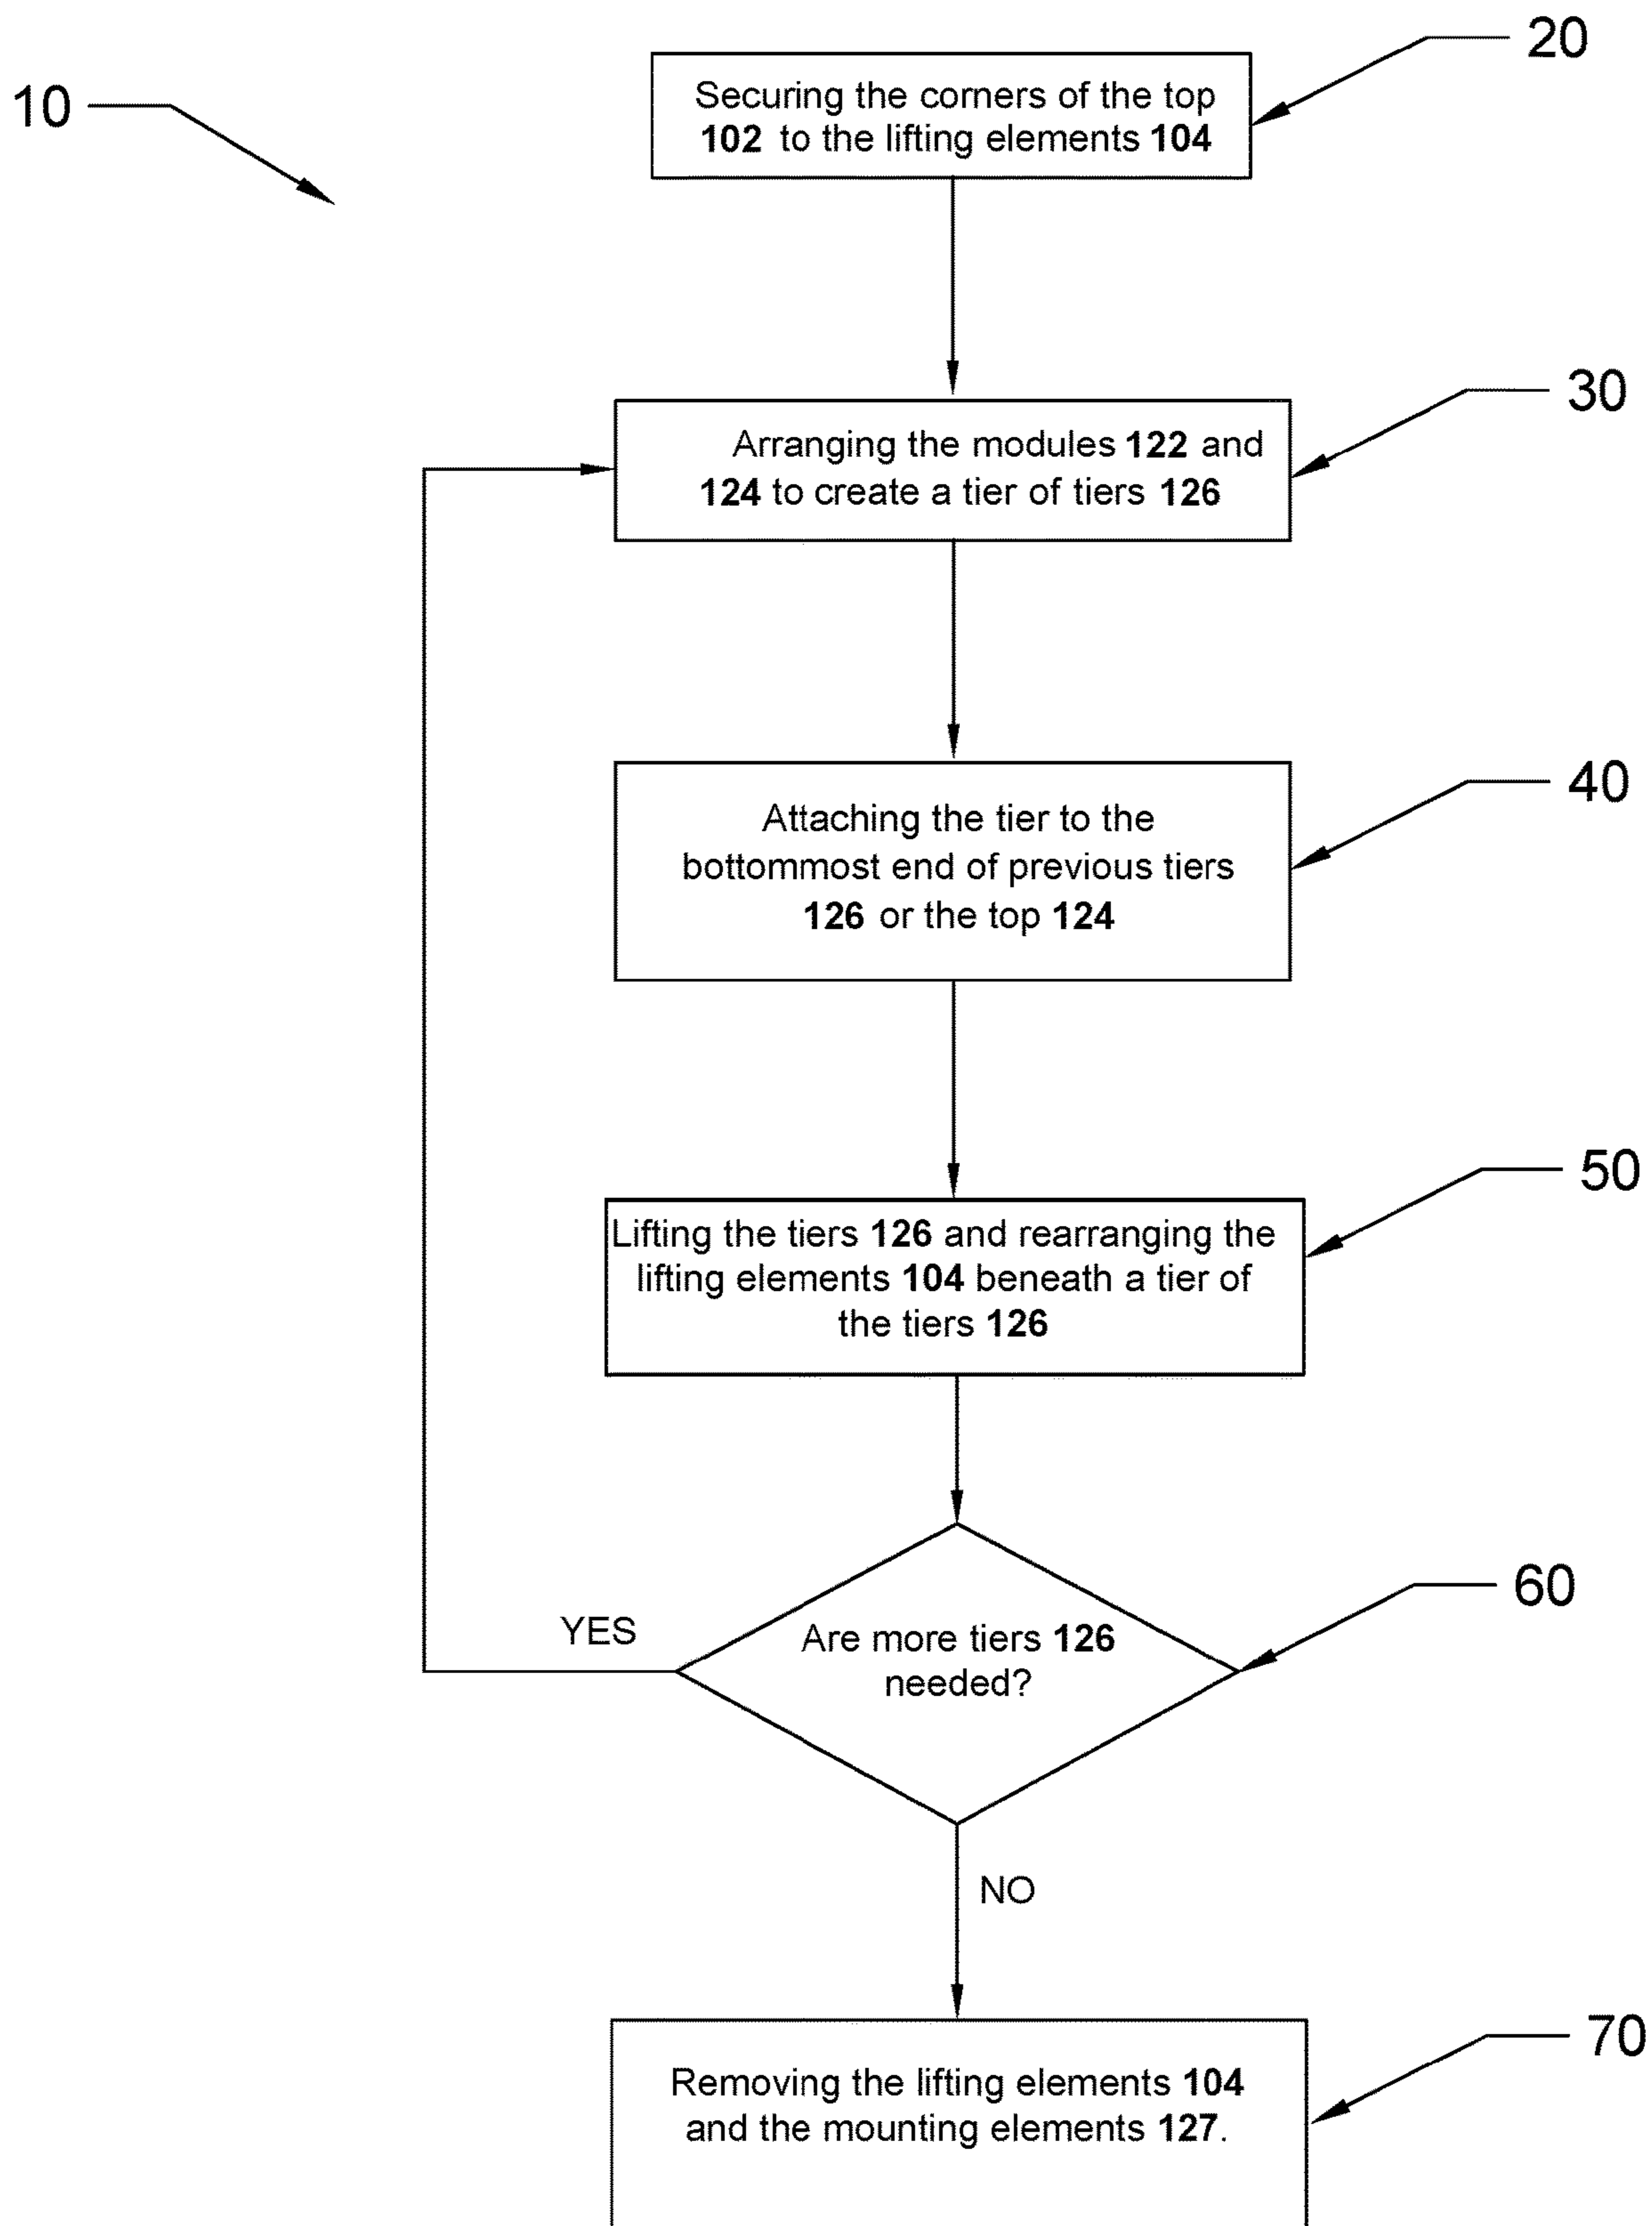 20
10
Securing the corners of the top
102 to the lifting elements 104
30
Arranging the modules 122 and
124 to create a tier of tiers 126
40
Attaching the tier to the
bottommost end of previous tiers
126 or the top 124
50
Lifting the tiers 126 and rearranging the
lifting elements 104 beneath a tier of
the tiers 126
60
YES
Are more tiers 126
needed?
NO
70
Removing the lifting elements 104
and the mounting elements 127.